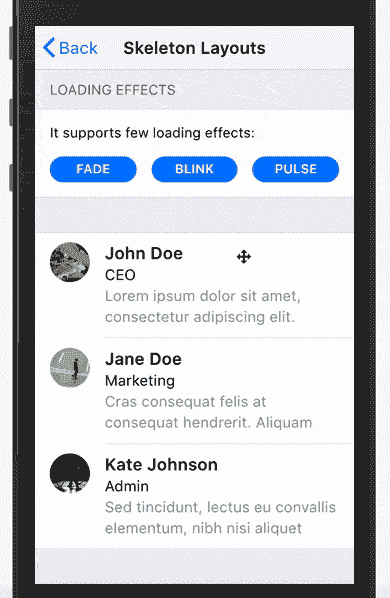 Back
Skeleton Layouts
LOADING EFFECTS
It supports few loading effects:
FADE
BLINK
PULSE
John Doe
CEO
Lorem ipsum dolor sit amet,
consectetur adipiscing elit.
Jane Doe
Marketing
Cras consequat felis at
consequat hendrerit. Aliquam
Kate Johnson
Admin
Sed tincidunt, lectus eu convallis
elementum, nibh nisi aliquet